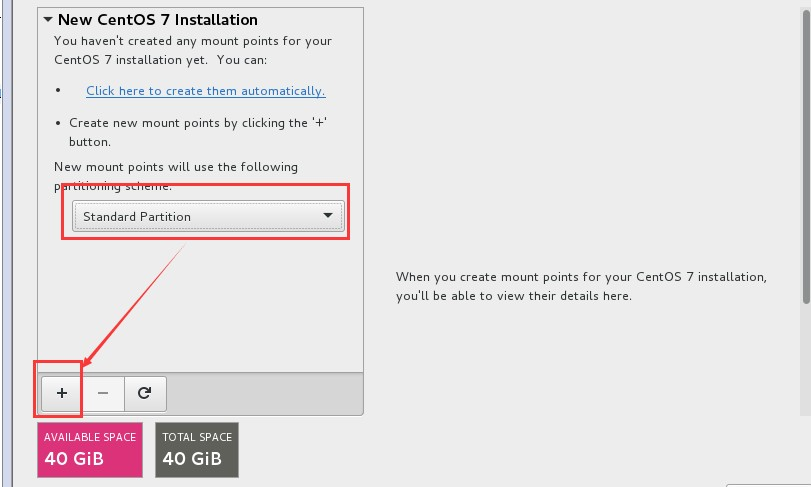 New CentOS 7 Installation
You haven't created any mount points for your
CentOS 7 installation yet.  You can:
• Click here to create them automatically.
• Create new mount points by clicking the '+'
button.
New mount points will use the following
partitioning scheme:
Standard Partition
When you create mount points for your CentOS 7 installation,
you'll be able to view their details here.
+ −
AVAILABLE SPACE
40 GiB
TOTAL SPACE
40 GiB